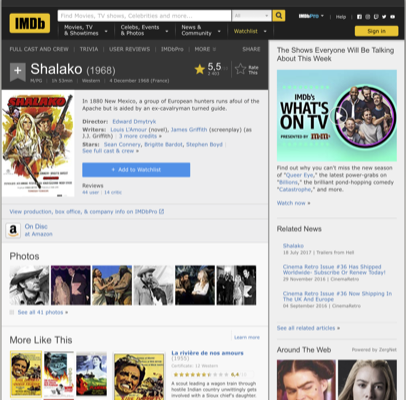 IMDb
Find Movies, TV shows, Celebrities and more...
All
IMDbPro
Help
Movies, TV
& Showtimes
Celebs, Events
& Photos
News &
Community
Watchlist
Sign in
FULL CAST AND CREW
TRIVIA
USER REVIEWS
IMDbPro
MORE
SHARE
Shalako (1968)
5,5
Rate
This
M/PG | 1h 53min | Western | 4 December 1968 (France)
SHALAKO
In 1880 New Mexico, a group of European hunters runs afoul of the
Apache but is aided by an ex-cavalryman turned guide.
Director: Edward Dmytryk
Writers: Louis L'Amour (novel), James Griffith (screenplay) (as
J.J. Griffith) | 3 more credits »
Stars: Sean Connery, Brigitte Bardot, Stephen Boyd |
See full cast & crew »
+ Add to Watchlist
Reviews
44 user | 14 critic
View production, box office, & company info on IMDbPro
a
On Disc
at Amazon
Photos
See all 41 photos »
More Like This
Learn more
La rivière de nos amours
(1955)
Certificate: 12 Western
A scout leading a wagon train through
hostile Indian country unwittingly gets
involved with a Sioux chief's daughter
The Shows Everyone Will Be Talking
About This Week
IMDb's
WHAT'S
ON TV
PRESENTED BY m&m's
Find out why you can't miss the new season
of "Queer Eye," the latest power-grabs on
"Billions," the brilliant pond-hopping comedy
"Catastrophe," and more.
Watch now »
Related News
Shalako
18 July 2017 | Trailers from Hell
Cinema Retro Issue #36 Has Shipped
Worldwide- Subscribe Or Renew Today!
29 November 2016 | CinemaRetro
Cinema Retro Issue #36 Now Shipping In
The UK And Europe
04 September 2016 | CinemaRetro
See all related articles »
Around The Web
Powered by ZergNet